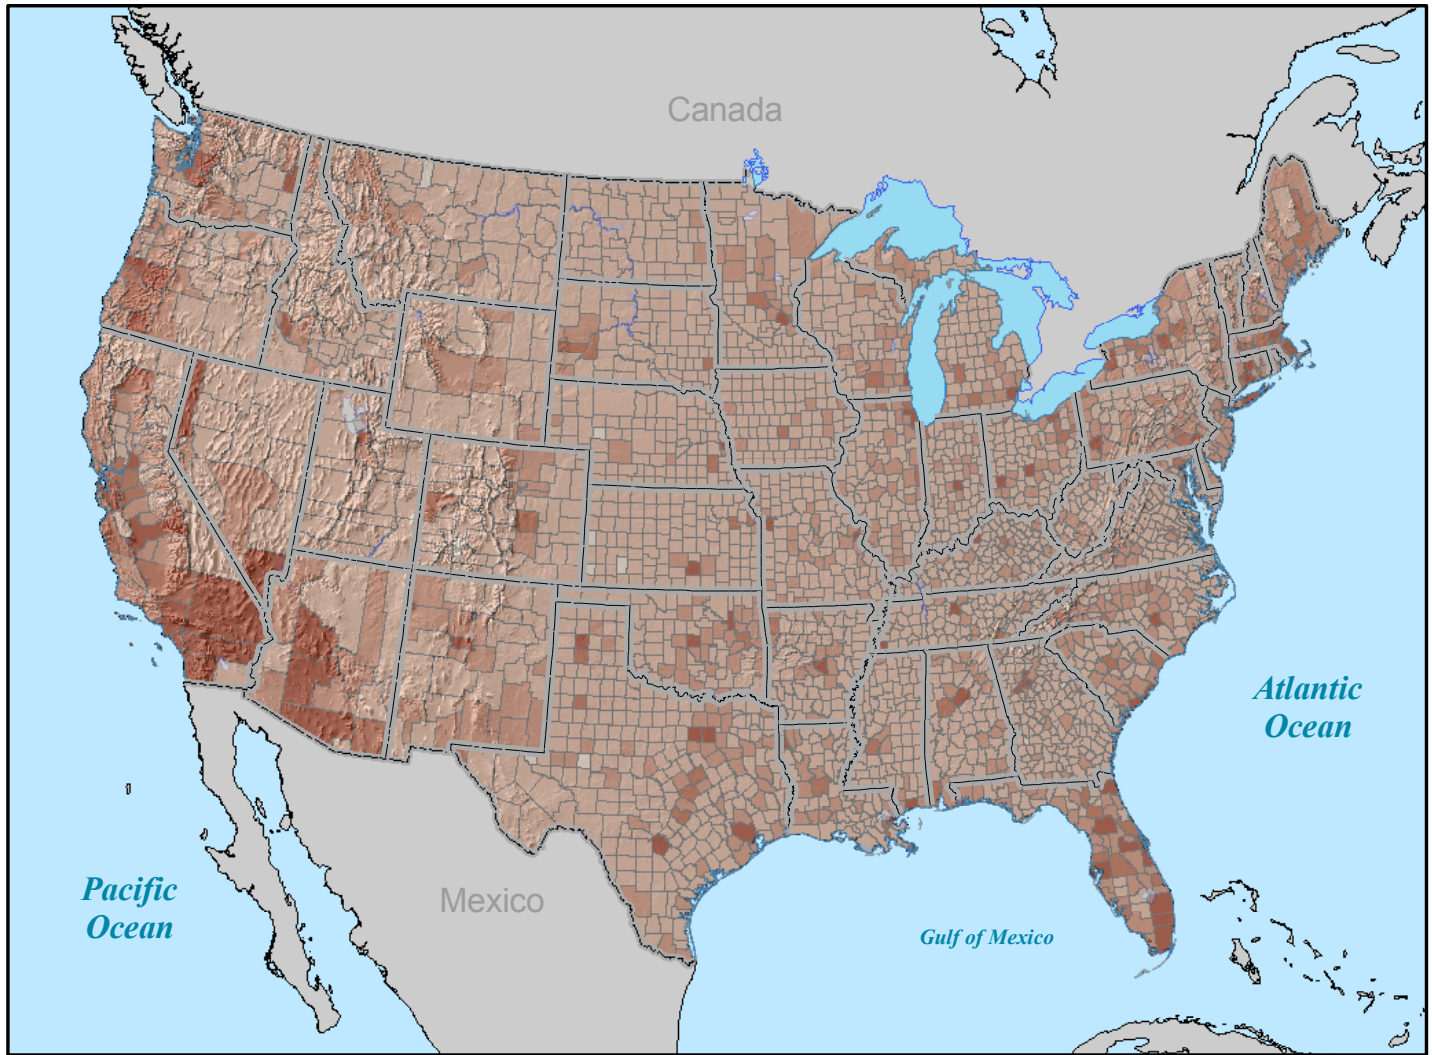 Canada
Atlantic
Ocean
Pacific
Ocean
Mexico
Gulf of Mexico